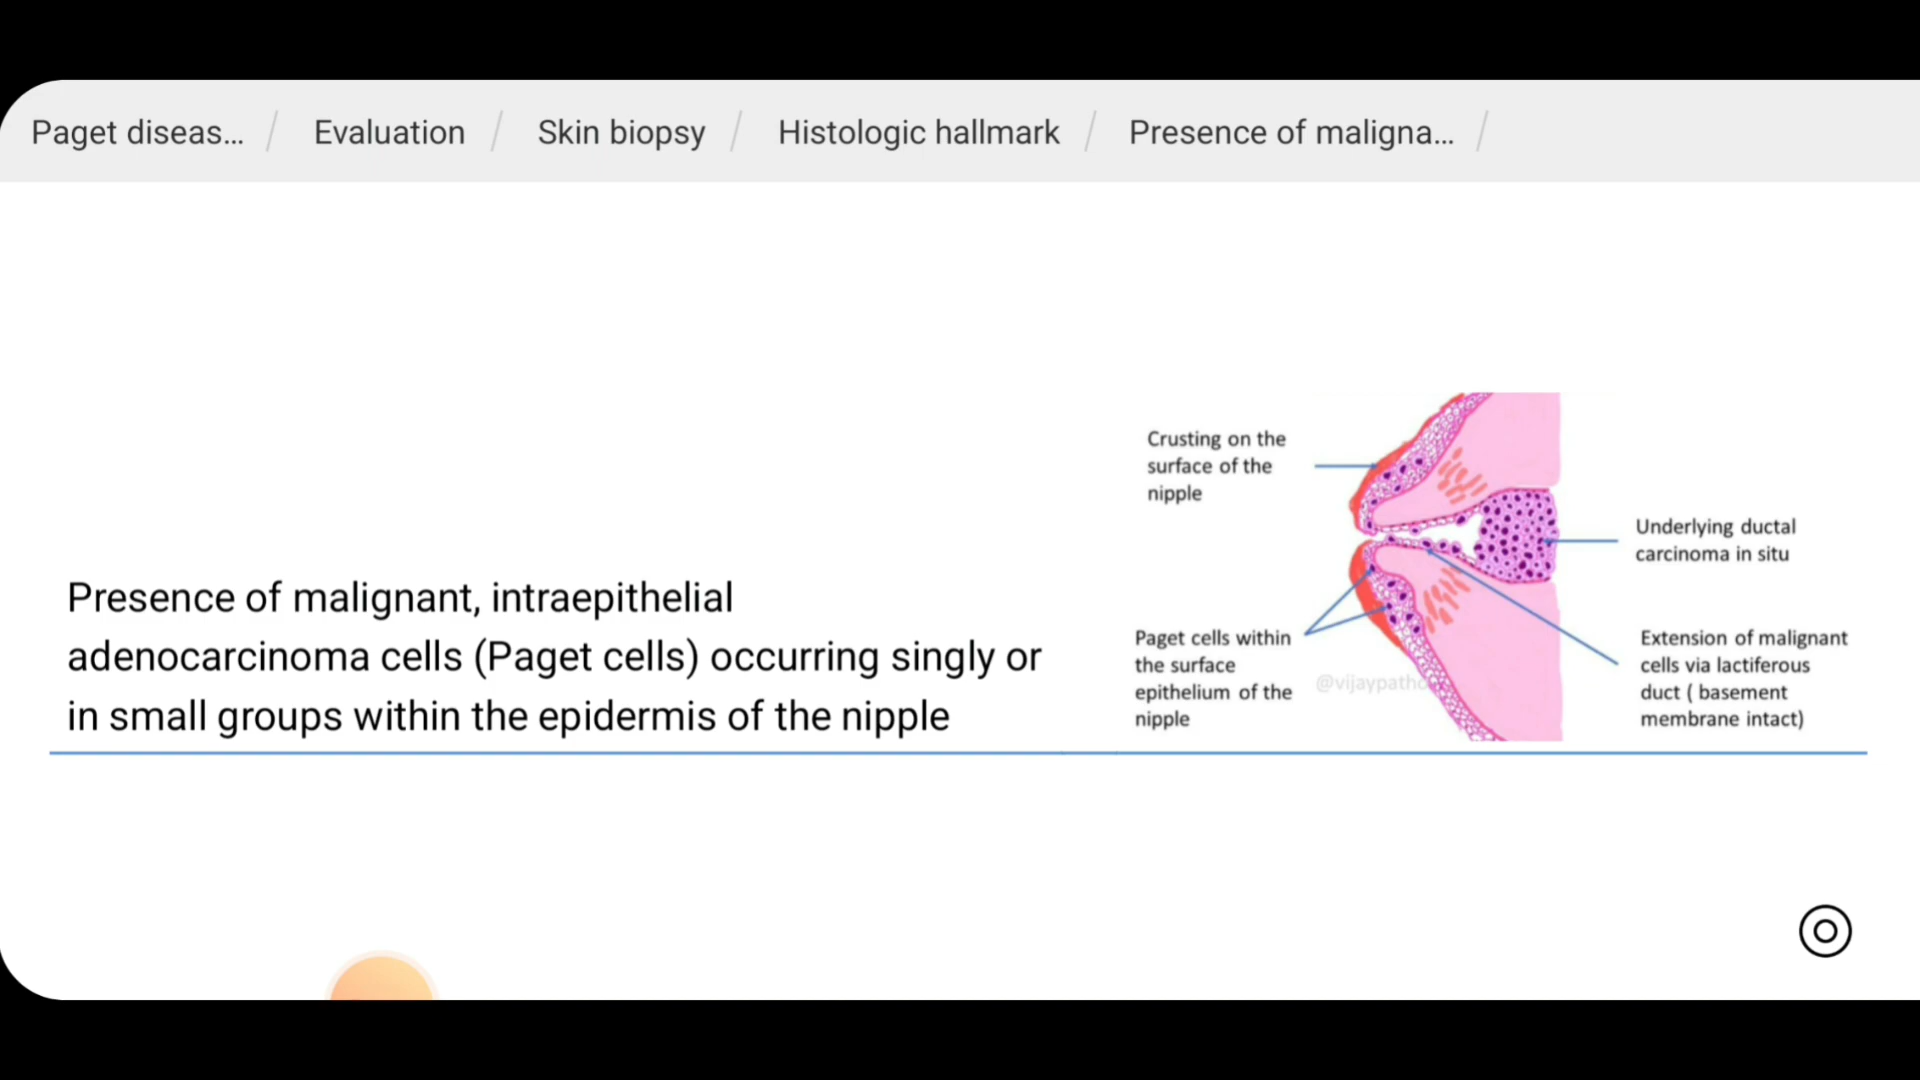 Paget diseas... / Evaluation / Skin biopsy / Histologic hallmark / Presence of maligna... /
Presence of malignant, intraepithelial
adenocarcinoma cells (Paget cells) occurring singly or
in small groups within the epidermis of the nipple
Crusting on the
surface of the
nipple
Underlying ductal
carcinoma in situ
Paget cells within
the surface
epithelium of the
nipple
@vijaypatho
Extension of malignant
cells via lactiferous
duct ( basement
membrane intact)